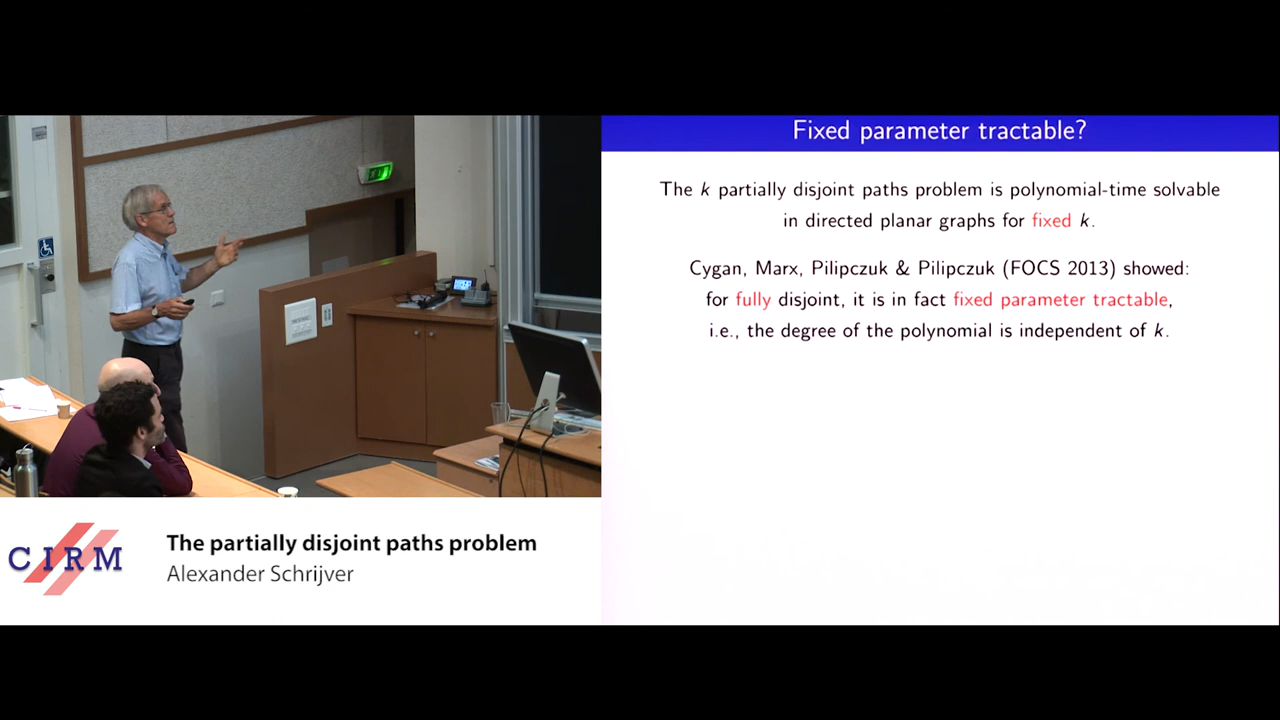 Fixed parameter tractable?
The k partially disjoint paths problem is polynomial-time solvable
in directed planar graphs for fixed k.
Cygan, Marx, Pilipczuk & Pilipczuk (FOCS 2013) showed:
for fully disjoint, it is in fact fixed parameter tractable,
i.e., the degree of the polynomial is independent of k.
CIRM
The partially disjoint paths problem
Alexander Schrijver